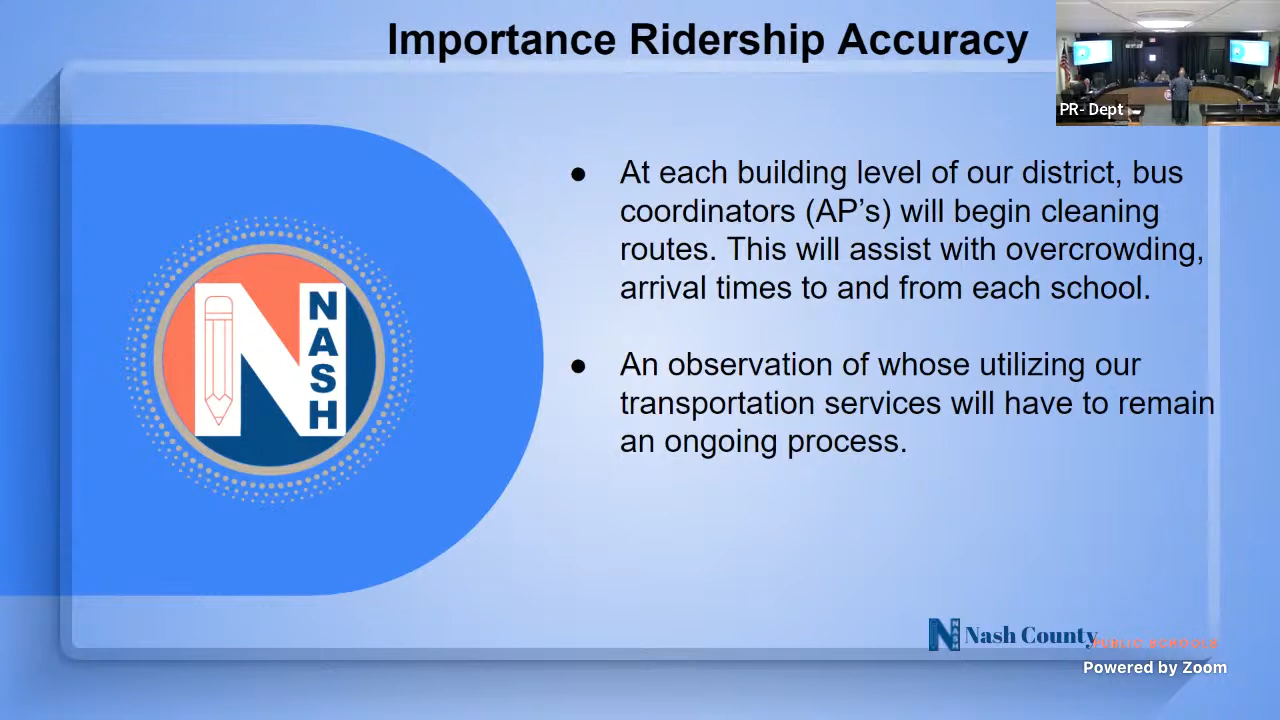 Importance Ridership Accuracy
PR- Dept
● At each building level of our district, bus
coordinators (AP’s) will begin cleaning
routes. This will assist with overcrowding,
arrival times to and from each school.
● An observation of whose utilizing our
transportation services will have to remain
an ongoing process.
N
NASH
Nash County
PUBLIC SCHOOLS
Powered by Zoom